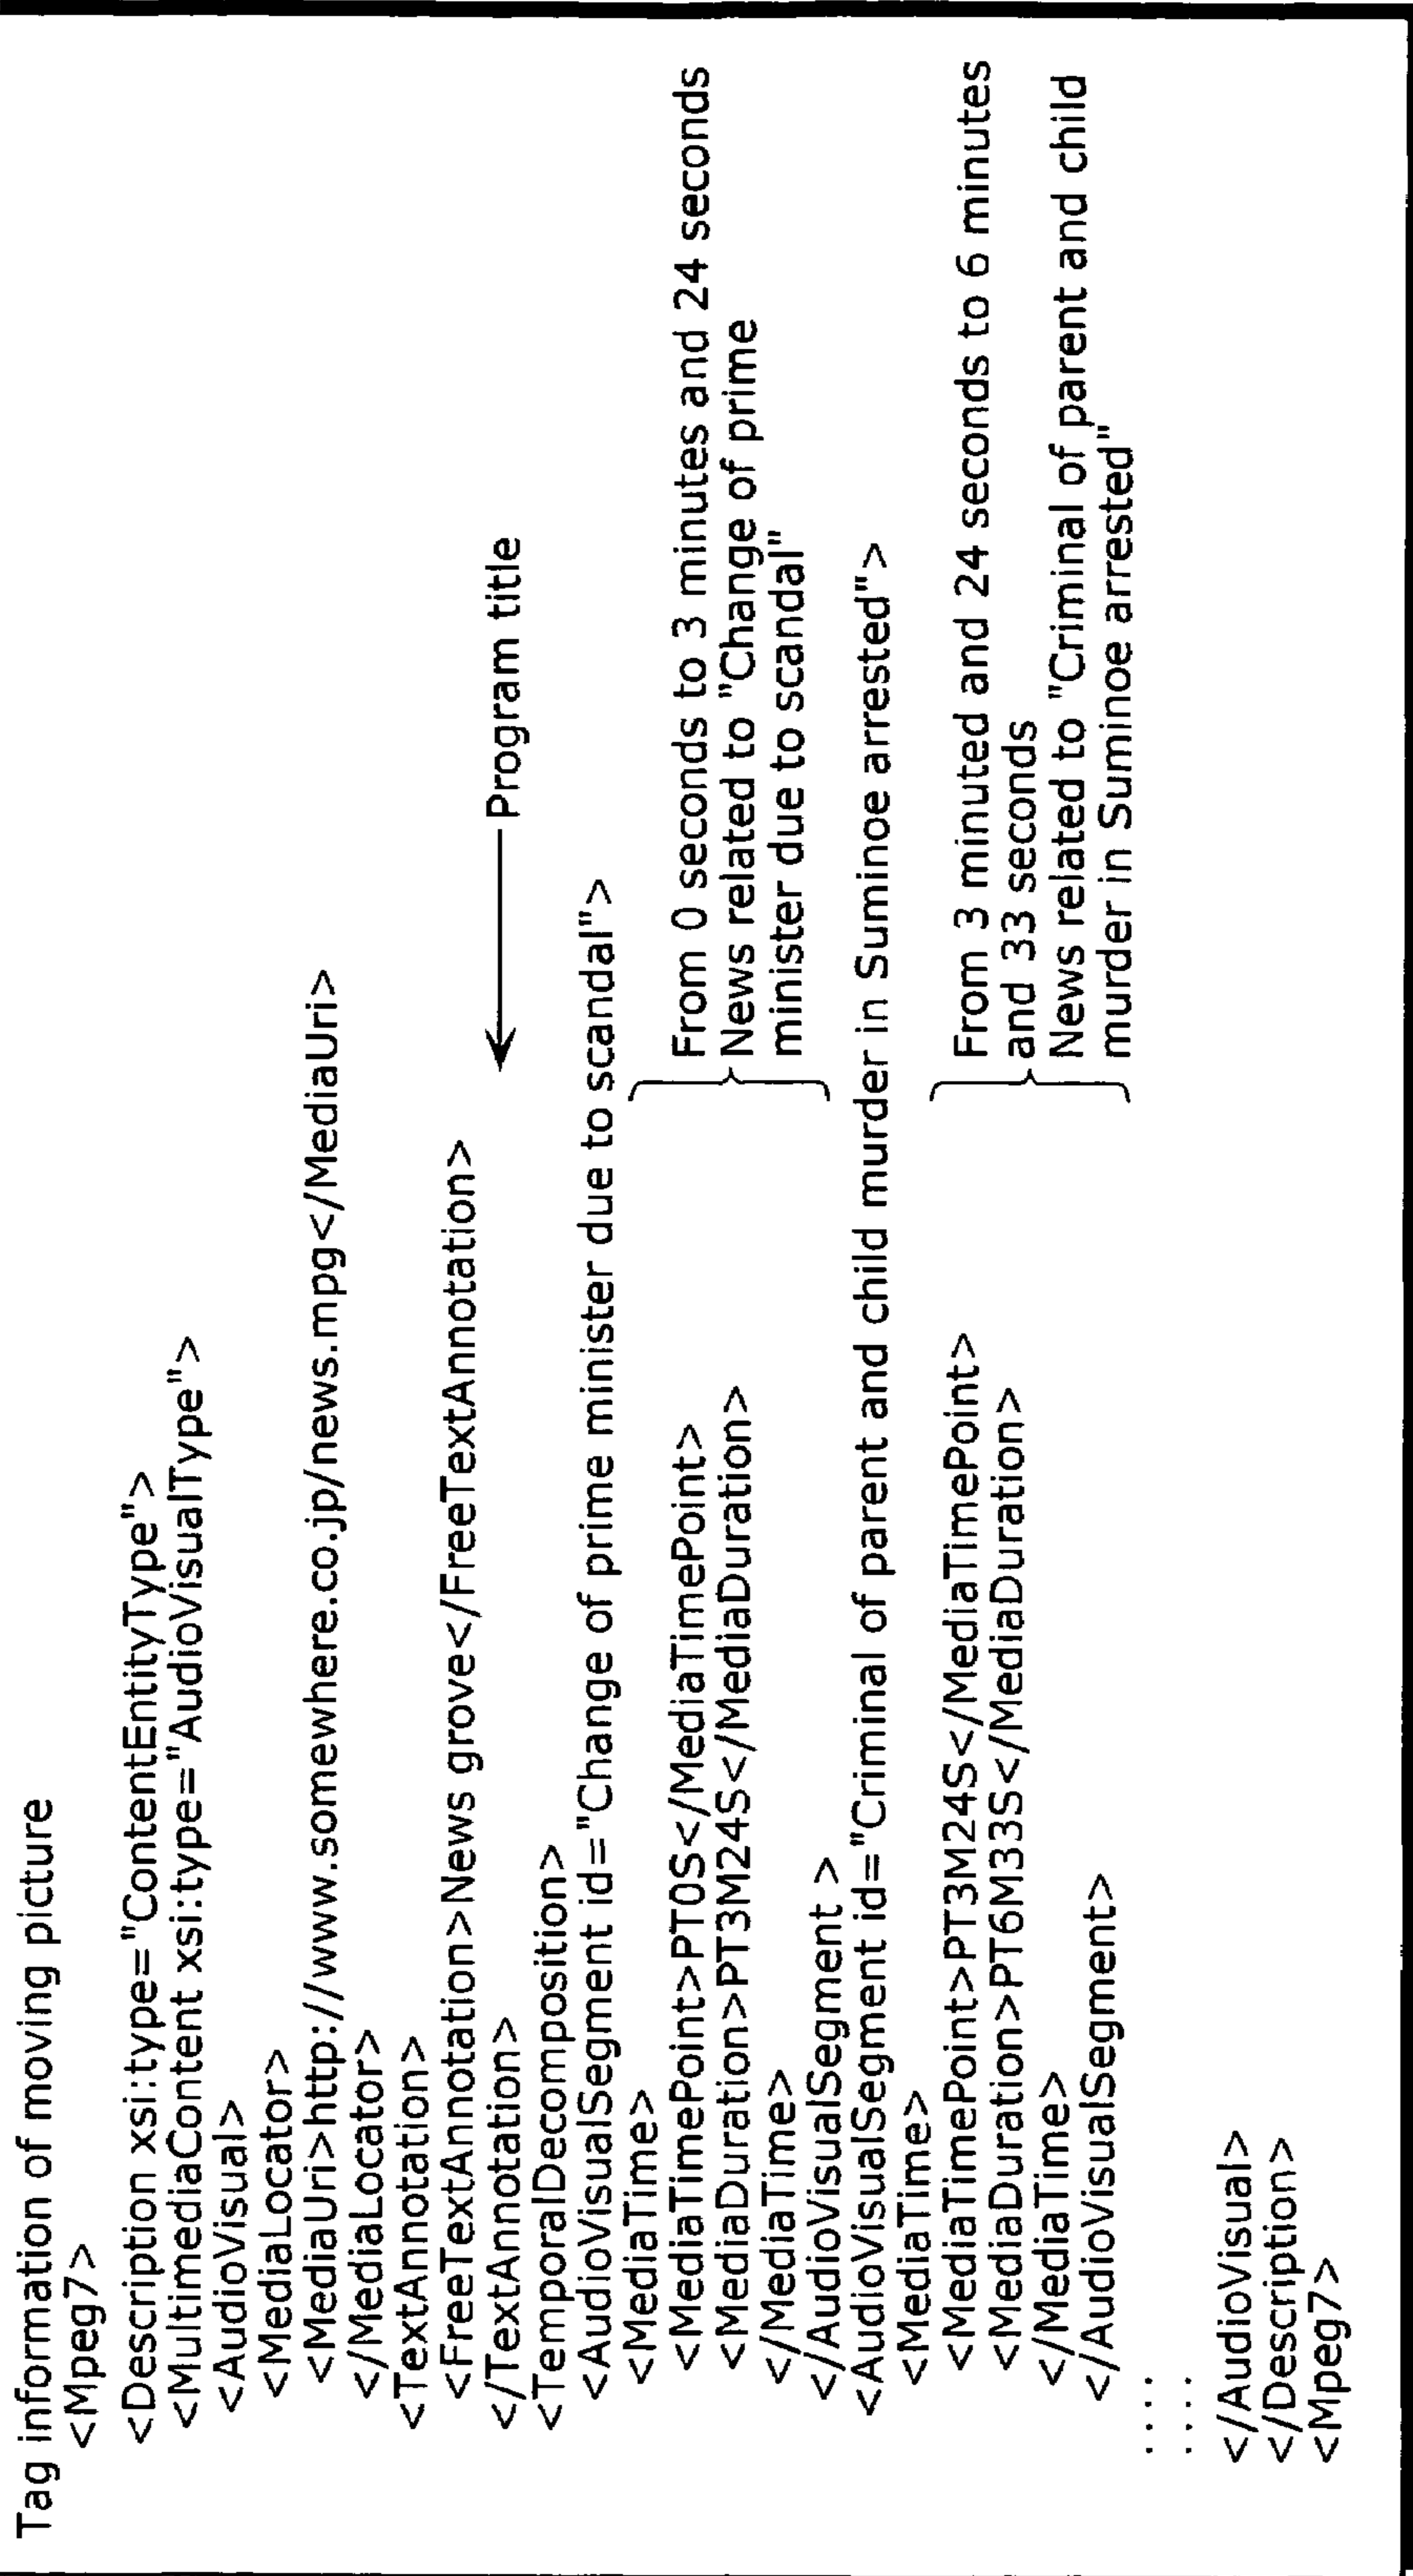 Tag information of moving picture
<Mpeg7>
<Description xsi:type="ContentEntityType">
<MultimediaContent xsi:type="AudioVisualType">
<AudioVisual>
<MediaLocator>
<MediaUri>http://www.somewhere.co.jp/news.mpg</MediaUri>
</MediaLocator>
<TextAnnotation>
<FreeTextAnnotation>News grove</FreeTextAnnotation>
</TextAnnotation>
Program title
<TemporalDecomposition>
<AudioVisualSegment id="Change of prime minister due to scandal">
<MediaTime>
<MediaTimePoint>PT0S</MediaTimePoint>
<MediaDuration>PT3M24S</MediaDuration>
</MediaTime>
</AudioVisualSegment >
From 0 seconds to 3 minutes and 24 seconds
News related to "Change of prime
minister due to scandal"
<AudioVisualSegment id="Criminal of parent and child murder in Suminoe arrested">
<MediaTime>
<MediaTimePoint>PT3M24S</MediaTimePoint>
<MediaDuration>PT6M33S</MediaDuration>
</MediaTime>
</AudioVisualSegment>
From 3 minuted and 24 seconds to 6 minutes
and 33 seconds
News related to "Criminal of parent and child
murder in Suminoe arrested"
....
....
</AudioVisual>
</Description>
<Mpeg7>